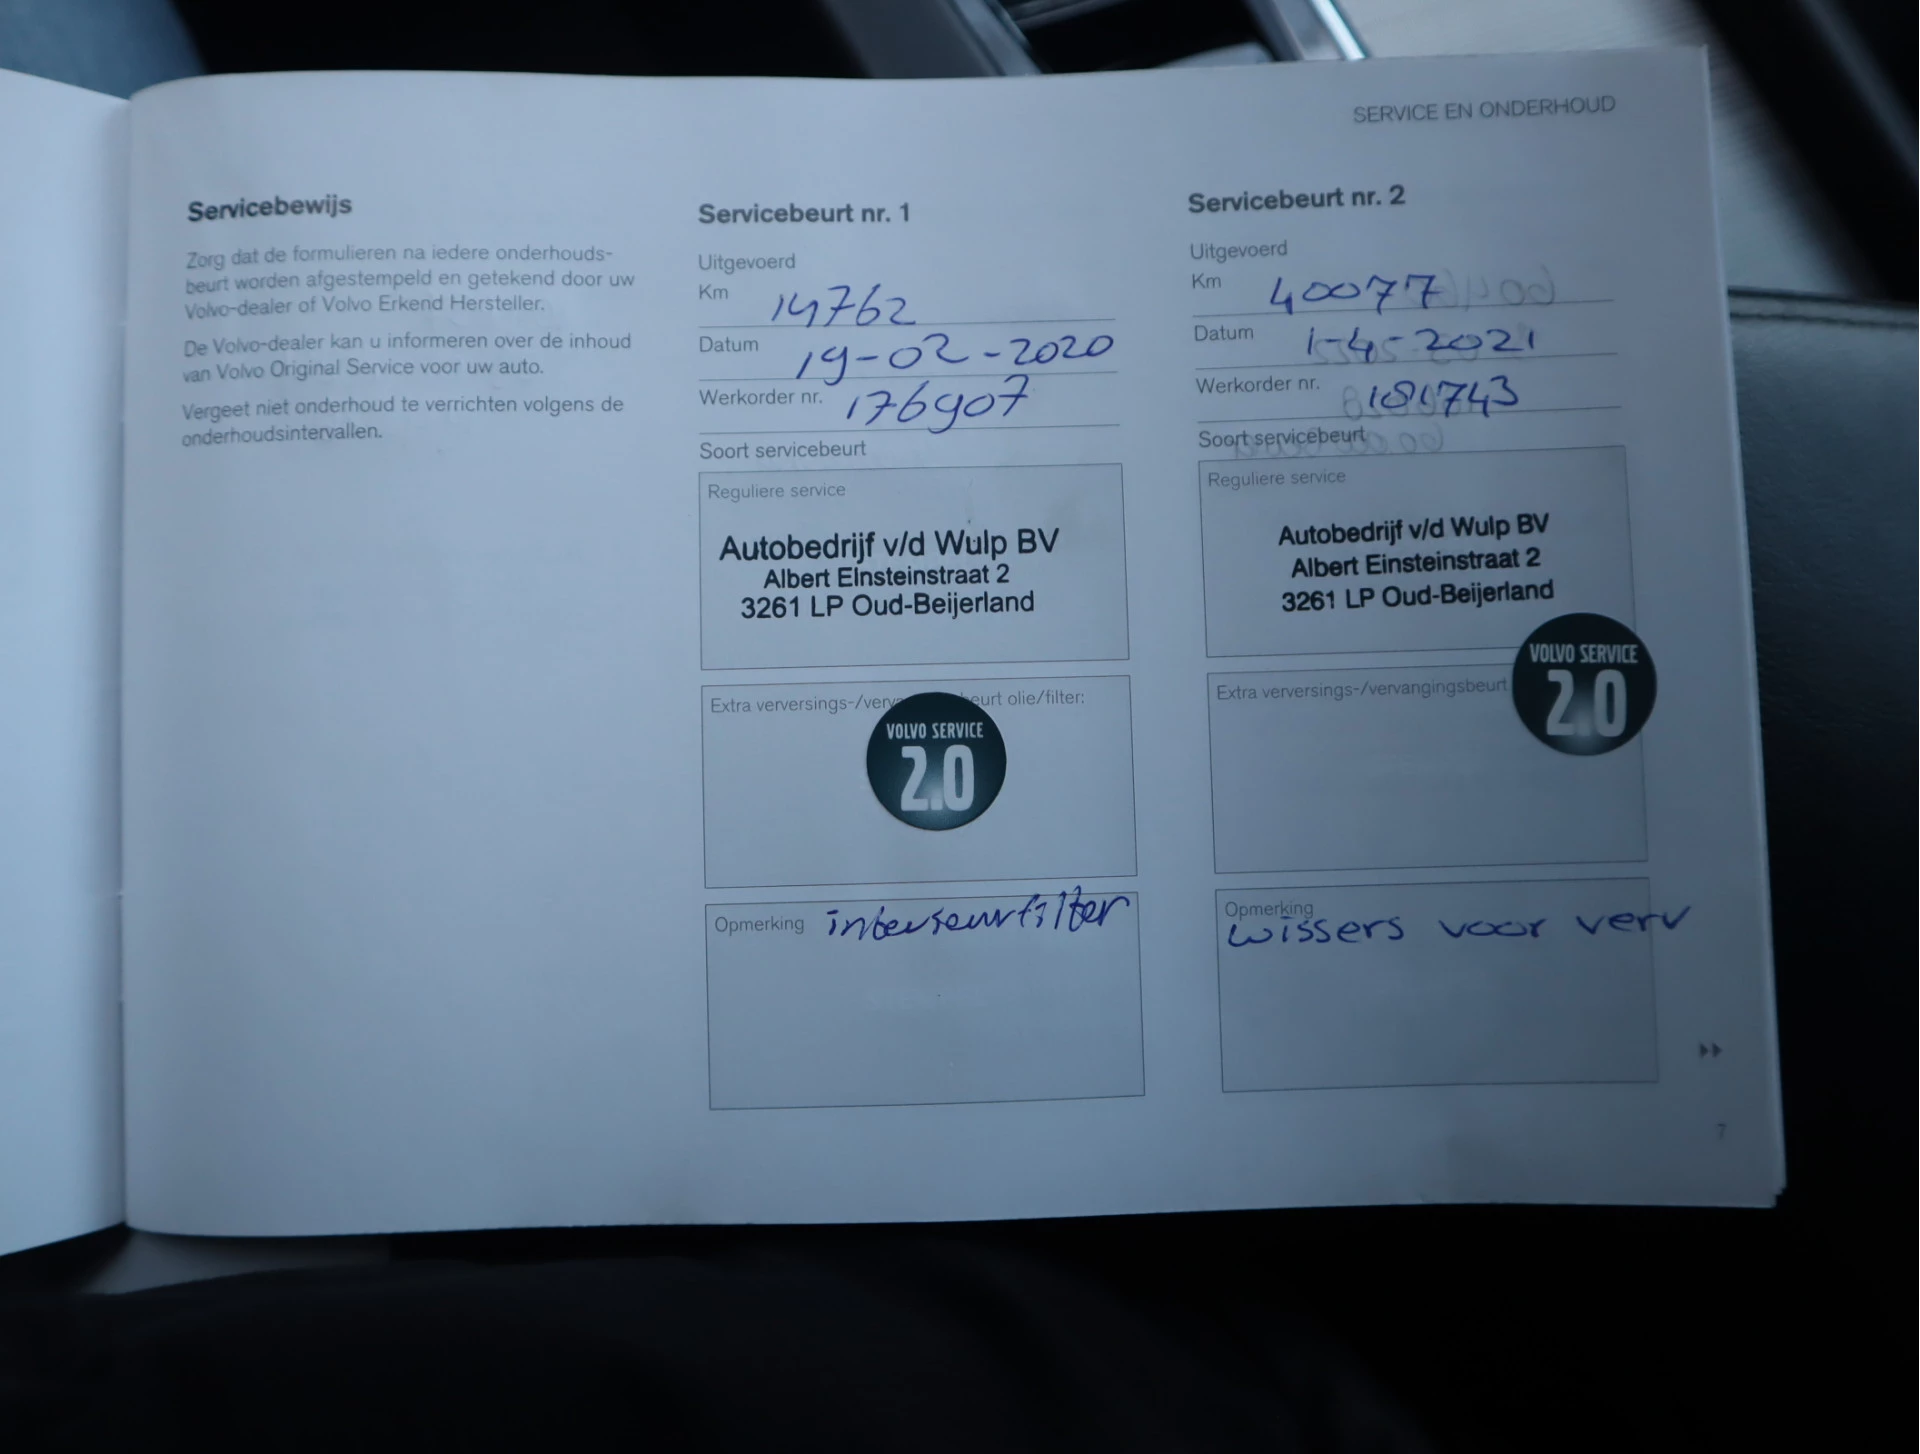 SERVICE EN ONDERHOUD
Servicebewijs
Zorg dat de formulieren na iedere onderhouds-
beurt worden afgestempeld en getekend door uw
Volvo-dealer of Volvo Erkend Hersteller.
De Volvo-dealer kan u informeren over de inhoud
van Volvo Original Service voor uw auto.
Vergeet niet onderhoud te verrichten volgens de
onderhoudsintervallen.
Servicebeurt nr. 1
Uitgevoerd
Km 14762
Datum 19-02-2020
Werkorder nr. 176907
Soort servicebeurt
Reguliere service
Autobedrijf v/d Wulp BV
Albert EInsteinstraat 2
3261 LP Oud-Beijerland
Extra verversings-/verv eurt olie/filter:
VOLVO SERVICE
2.0
Opmerking interieurfilter
Servicebeurt nr. 2
Uitgevoerd
Km 40077
Datum 1-4-2021
Werkorder nr. 181743
Soort servicebeurt
Reguliere service
Autobedrijf v/d Wulp BV
Albert Einsteinstraat 2
3261 LP Oud-Beijerland
Extra verversings-/vervangingsbeurt
VOLVO SERVICE
2.0
Opmerking
wissers voor verv
7